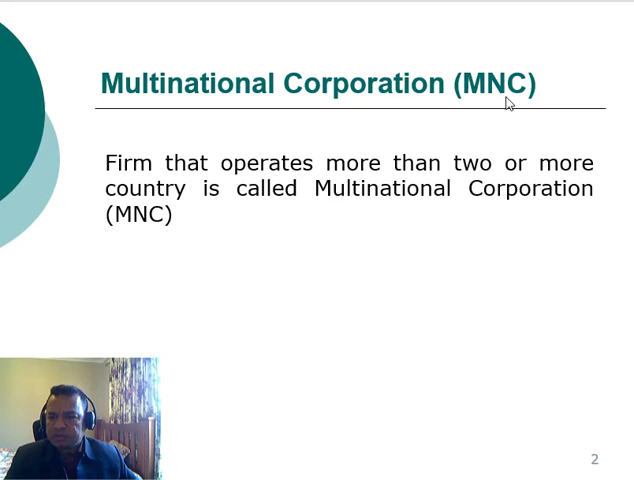 Multinational Corporation (MNC)
Firm that operates more than two or more
country is called Multinational Corporation
(MNC)
2